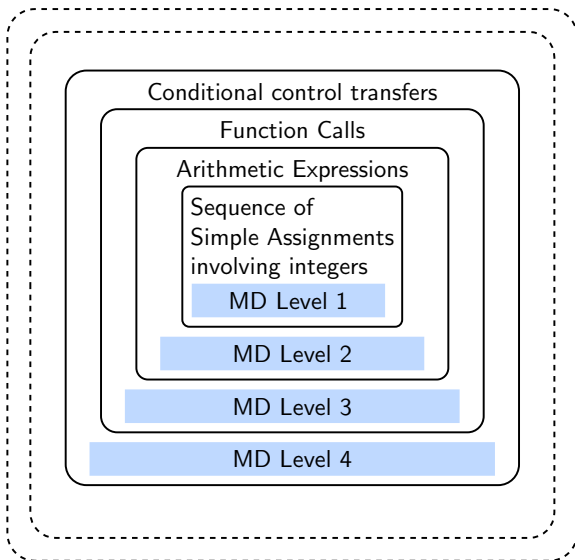 Conditional control transfers
Function Calls
Arithmetic Expressions
Sequence of
Simple Assignments
involving integers
MD Level 1
MD Level 2
MD Level 3
MD Level 4